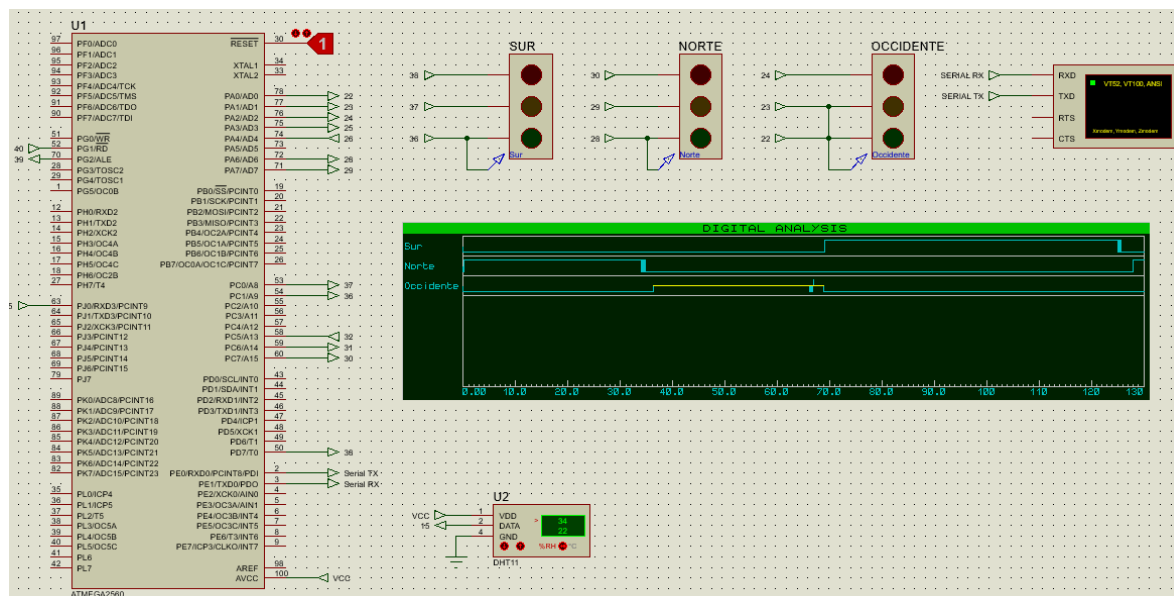 U1
97 PF0/ADC0 RESET 30 1
96 PF1/ADC1
95 PF2/ADC2 XTAL1 34
94 PF3/ADC3 XTAL2 33
93 PF4/ADC4/TCK
92 PF5/ADC5/TMS PA0/AD0 78 22
91 PF6/ADC6/TDO PA1/AD1 77 23
90 PF7/ADC7/TDI PA2/AD2 76 24
PA3/AD3 75 25
51 PG0/WR PA4/AD4 74 26
40 52 PG1/RD PA5/AD5 73
39 70 PG2/ALE PA6/AD6 72 28
28 PG3/TOSC2 PA7/AD7 71 29
29 PG4/TOSC1
1 PG5/OC0B PB0/SS/PCINT0 19
PB1/SCK/PCINT1 20
12 PH0/RXD2 PB2/MOSI/PCINT2 21
13 PH1/TXD2 PB3/MISO/PCINT3 22
14 PH2/XCK2 PB4/OC2A/PCINT4 23
15 PH3/OC4A PB5/OC1A/PCINT5 24
16 PH4/OC4B PB6/OC1B/PCINT6 25
17 PH5/OC4C PB7/OC0A/OC1C/PCINT7 26
18 PH6/OC2B
27 PH7/T4 PC0/A8 53 37
PC1/A9 54 36
63 PJ0/RXD3/PCINT9 PC2/A10 55
64 PJ1/TXD3/PCINT10 PC3/A11 56
65 PJ2/XCK3/PCINT11 PC4/A12 57
66 PJ3/PCINT12 PC5/A13 58 32
67 PJ4/PCINT13 PC6/A14 59 31
68 PJ5/PCINT14 PC7/A15 60 30
69 PJ6/PCINT15
79 PJ7 PD0/SCL/INT0 43
PD1/SDA/INT1 44
89 PK0/ADC8/PCINT16 PD2/RXD1/INT2 45
88 PK1/ADC9/PCINT17 PD3/TXD1/INT3 46
87 PK2/ADC10/PCINT18 PD4/ICP1 47
86 PK3/ADC11/PCINT19 PD5/XCK1 48
85 PK4/ADC12/PCINT20 PD6/T1 49
84 PK5/ADC13/PCINT21 PD7/T0 50 38
83 PK6/ADC14/PCINT22
82 PK7/ADC15/PCINT23 PE0/RXD0/PCINT8/PDI 2 Serial TX
PE1/TXD0/PDO 3 Serial RX
35 PL0/ICP4 PE2/XCK0/AIN0 4
36 PL1/ICP5 PE3/OC3A/AIN1 5
37 PL2/T5 PE4/OC3B/INT4 6
38 PL3/OC5A PE5/OC3C/INT5 7
39 PL4/OC5B PE6/T3/INT6 8
40 PL5/OC5C PE7/ICP3/CLKO/INT7 9
41 PL6
42 PL7 AREF 98
AVCC 100 VCC
ATMEGA2560
SUR
38
37
36
Sur
NORTE
30
29
28
Norte
OCCIDENTE
24
23
22
Occidente
SERIAL RX RXD
SERIAL TX TXD
RTS
CTS
VT52, VT100, ANSI
Xmodem, Ymodem, Zmodem
DIGITAL ANALYSIS
Sur
Norte
Occidente
0.00 10.0 20.0 30.0 40.0 50.0 60.0 70.0 80.0 90.0 100 110 120 130
U2
VCC 1 VDD
15 2 DATA
4 GND
> 34
22
%RH °C
DHT11